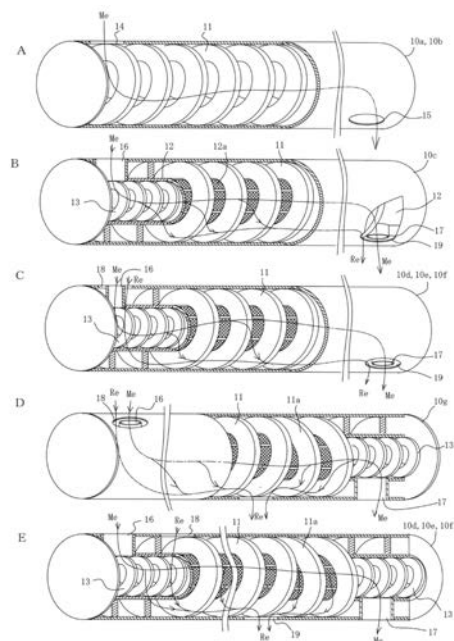 A
Me
14
11
10a, 10b
15
B
Me
16
12
12a
11
10c
13
12
17
Re
Me
19
C
18
Me
16
Re
11
10d, 10e, 10f
13
17
Re
Me
19
D
18
Re
Me
16
11
11a
10g
13
Re
Me
17
E
Me
16
Re
18
11
11a
10d, 10e, 10f
13
13
Re
19
Me
17